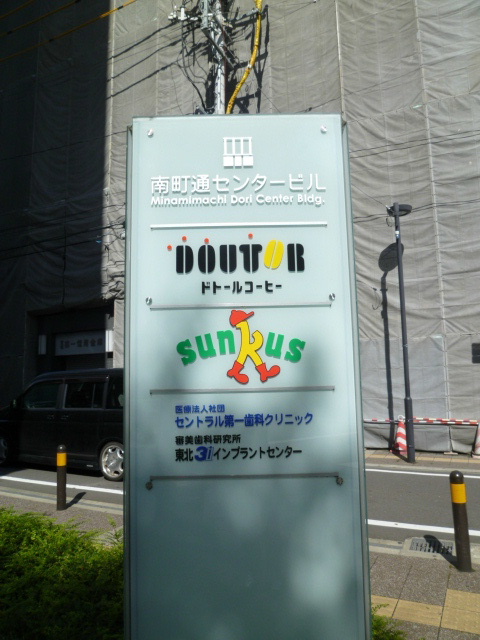 南町通センタービル
Minamimachi Dori Center Bldg.
DOUTOR
ドトールコーヒー
sunkus
医療法人社団
セントラル第一歯科クリニック
審美歯科研究所
東北3iインプラントセンター